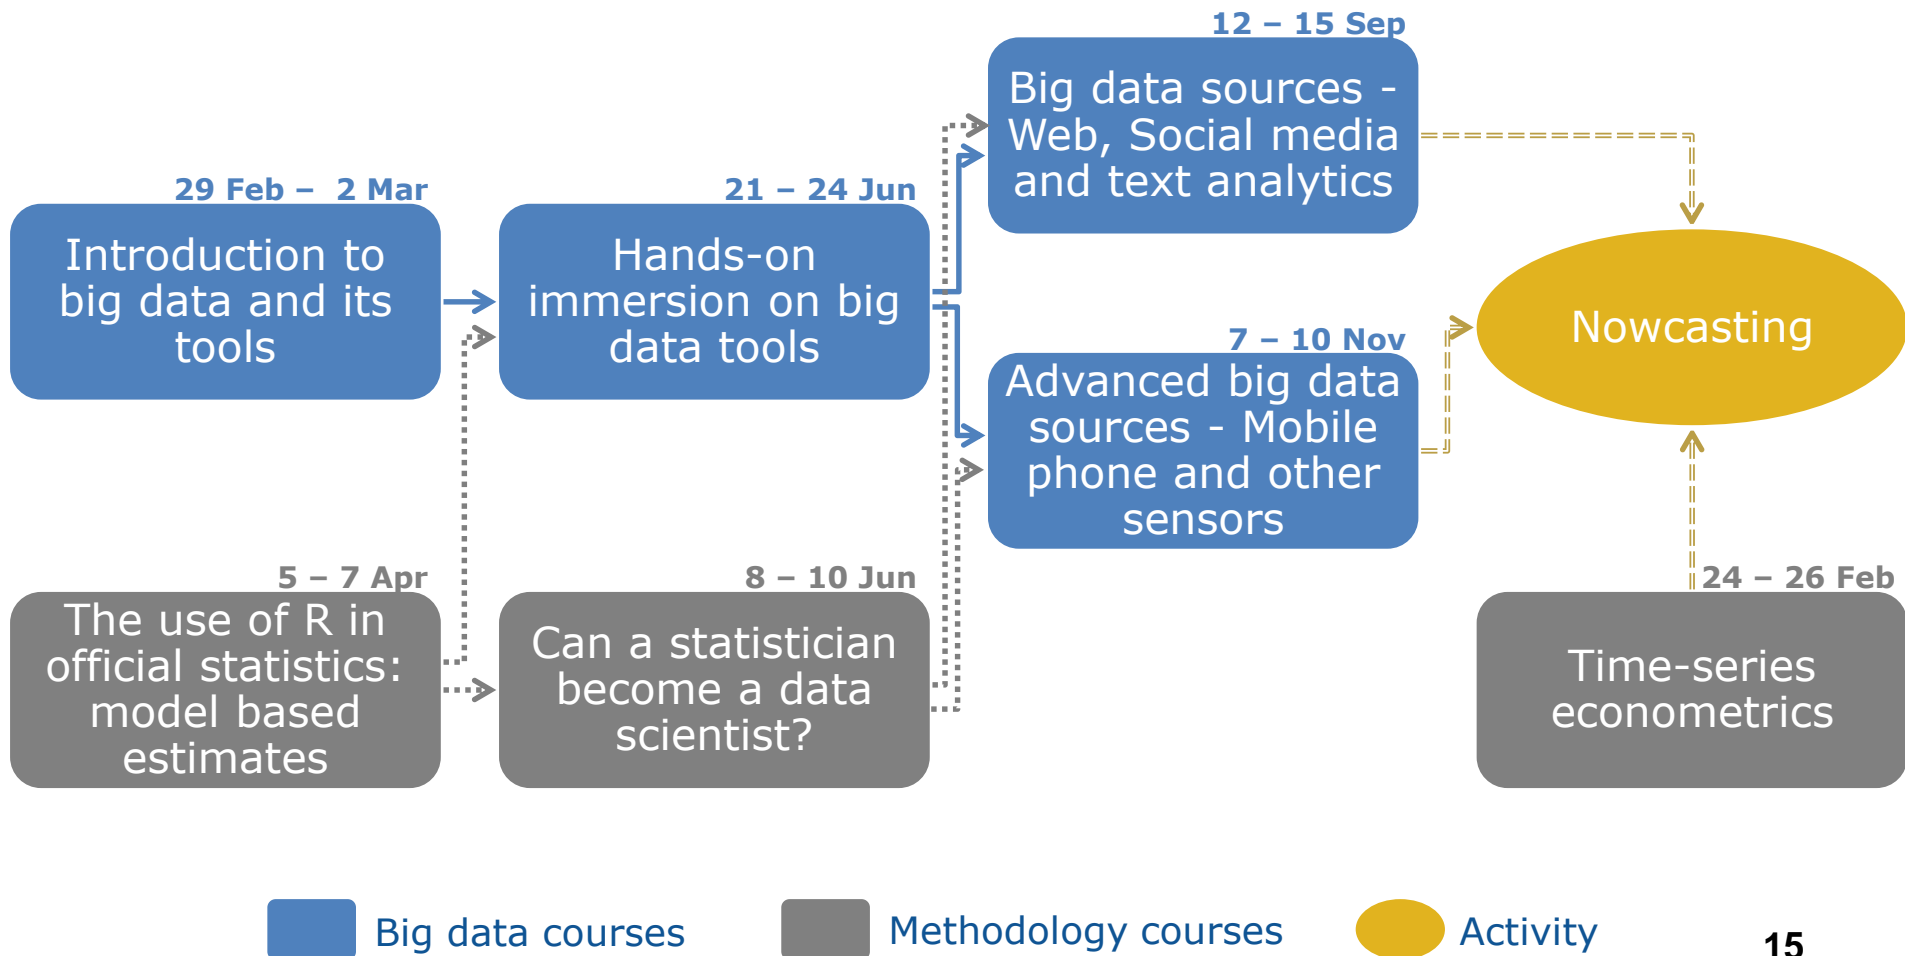 12 – 15 Sep
Big data sources -
Web, Social media
and text analytics
29 Feb – 2 Mar
Introduction to
big data and its
tools
21 – 24 Jun
Hands-on
immersion on big
data tools
7 – 10 Nov
Advanced big data
sources - Mobile
phone and other
sensors
Nowcasting
5 – 7 Apr
The use of R in
official statistics:
model based
estimates
8 – 10 Jun
Can a statistician
become a data
scientist?
24 – 26 Feb
Time-series
econometrics
Big data courses
Methodology courses
Activity
15